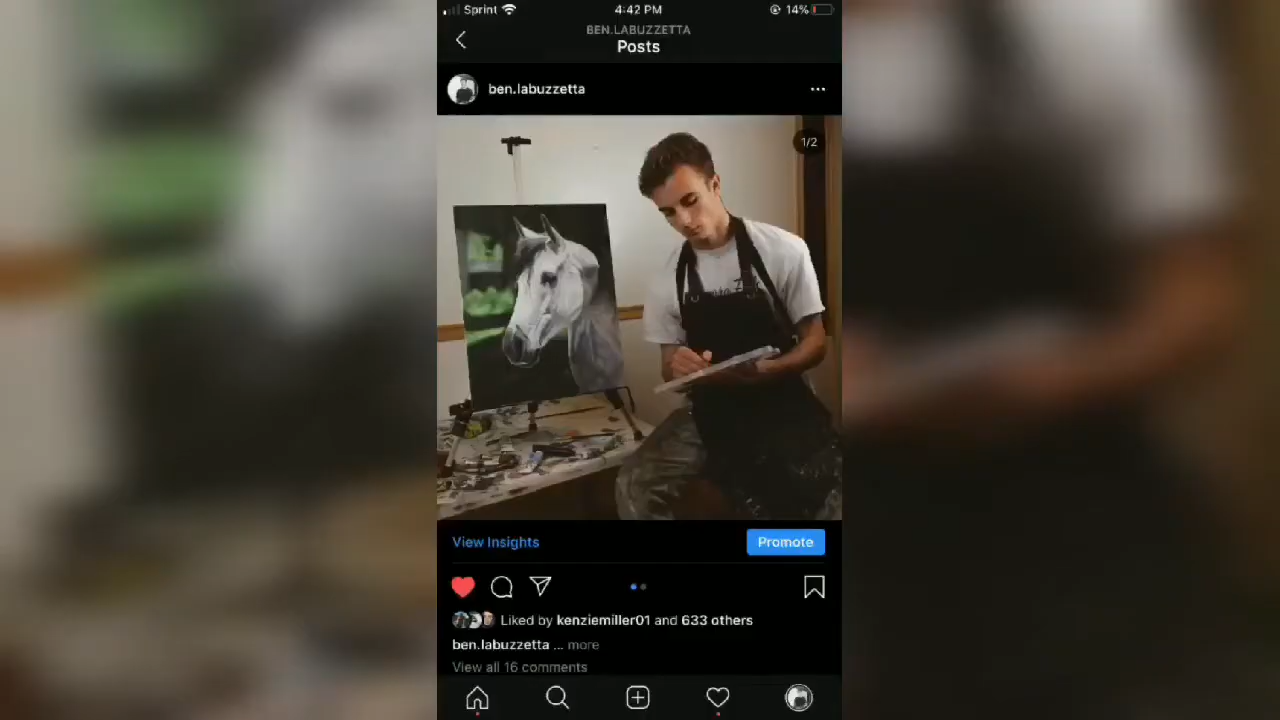 Sprint 4:42 PM 14%
BEN.LABUZZETTA
Posts
ben.labuzzetta
1/2
View Insights Promote
Liked by kenziemiller01 and 633 others
ben.labuzzetta ... more
View all 16 comments